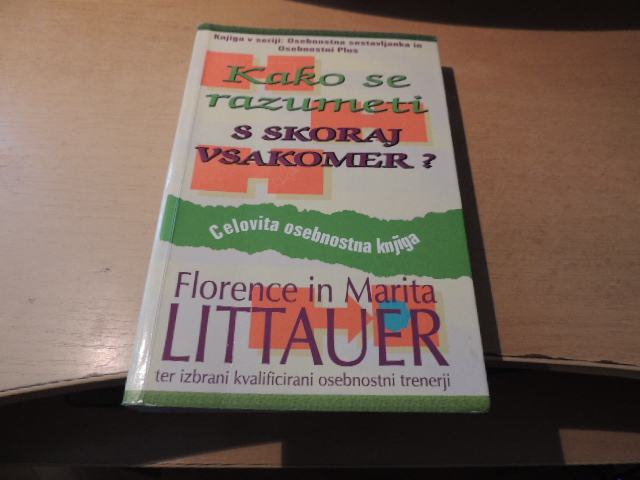 Knjiga v seriji: Osebnostna sestavljanka in
Osebnostni Plus
Kako se
razumeti
S SKORAJ
VSAKOMER?
Celovita osebnostna knjiga
Florence in Marita
LITTAUER
ter izbrani kvalificirani osebnostni trenerji